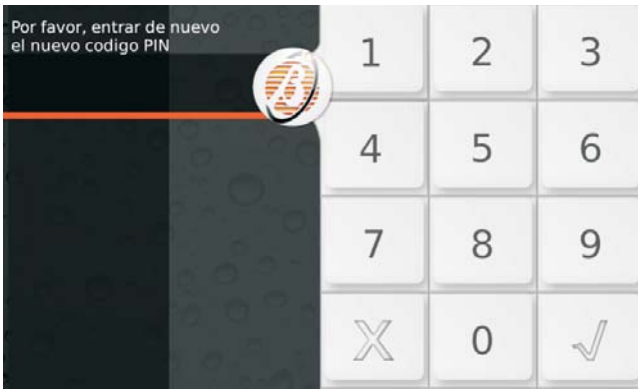 Por favor, entrar de nuevo
el nuevo codigo PIN
1 2 3
4 5 6
7 8 9
X 0 √